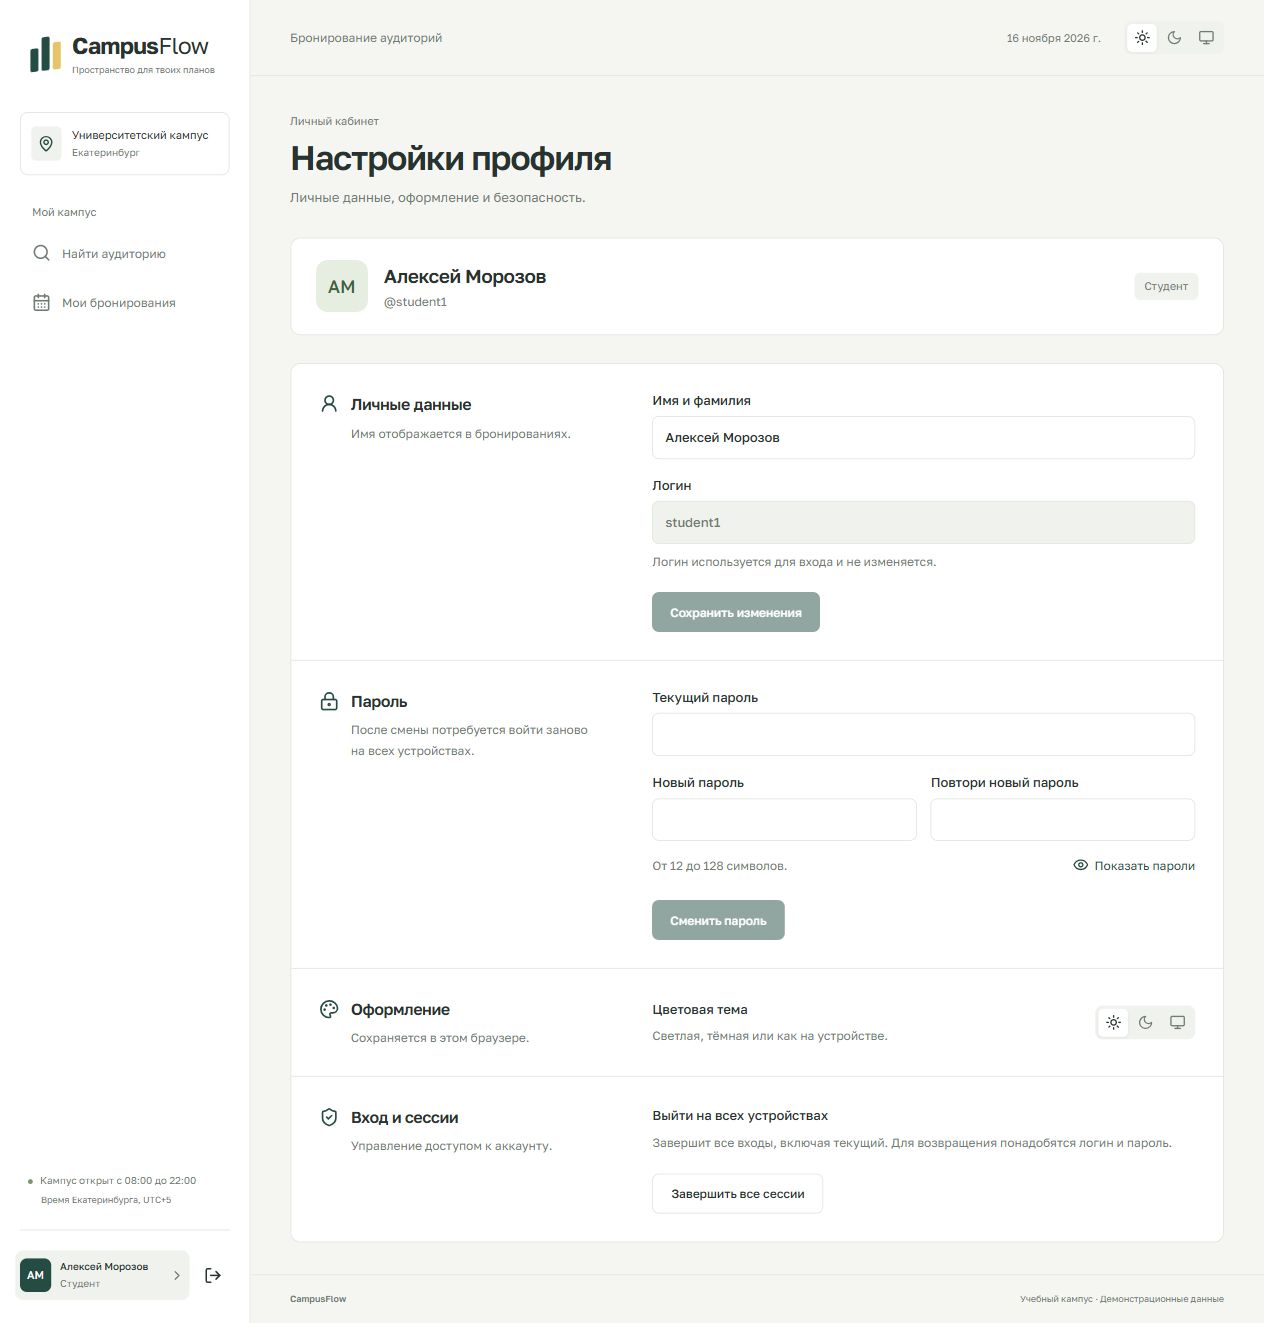 CampusFlow
Пространство для твоих планов
Университетский кампус
Екатеринбург
Мой кампус
Найти аудиторию
Мои бронирования
Кампус открыт с 08:00 до 22:00
Время Екатеринбурга, UTC+5
АМ
Алексей Морозов
Студент
Бронирование аудиторий
16 ноября 2026 г.
Личный кабинет
Настройки профиля
Личные данные, оформление и безопасность.
АМ
Алексей Морозов
@student1
Студент
Личные данные
Имя отображается в бронированиях.
Имя и фамилия
Алексей Морозов
Логин
student1
Логин используется для входа и не изменяется.
Сохранить изменения
Пароль
После смены потребуется войти заново
на всех устройствах.
Текущий пароль
Новый пароль
Повтори новый пароль
От 12 до 128 символов.
Показать пароли
Сменить пароль
Оформление
Сохраняется в этом браузере.
Цветовая тема
Светлая, тёмная или как на устройстве.
Вход и сессии
Управление доступом к аккаунту.
Выйти на всех устройствах
Завершит все входы, включая текущий. Для возвращения понадобятся логин и пароль.
Завершить все сессии
CampusFlow
Учебный кампус · Демонстрационные данные